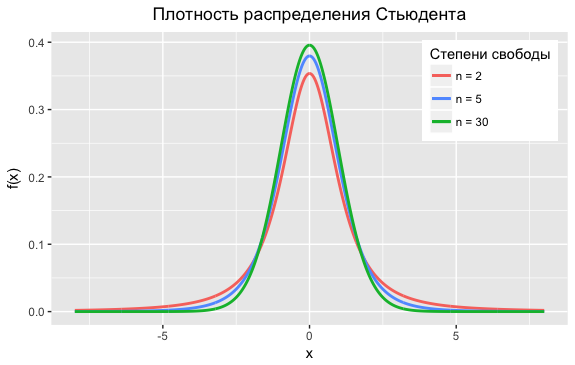 Плотность распределения Стьюдента
f(x)
0.4
0.3
0.2
0.1
0.0
Степени свободы
n = 2
n = 5
n = 30
-5
0
5
x